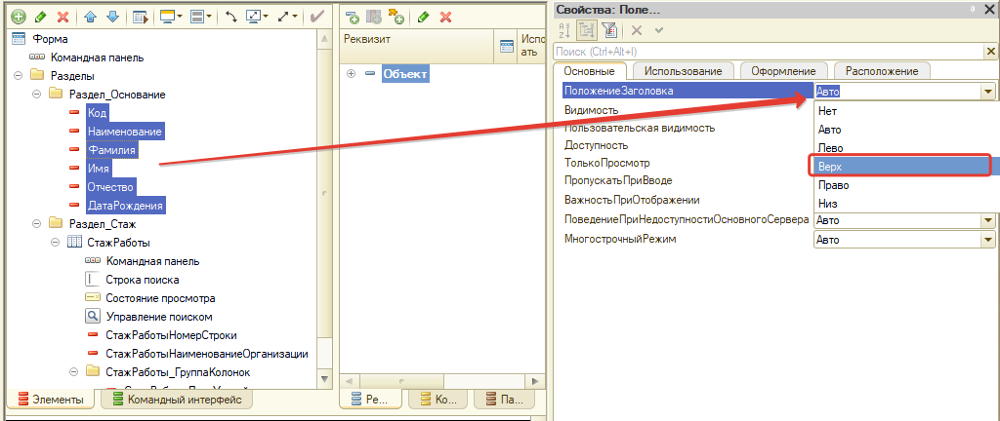 Форма
Командная панель
Разделы
Раздел_Основание
Код
Наименование
Фамилия
Имя
Отчество
ДатаРождения
Раздел_Стаж
СтажРаботы
Командная панель
Строка поиска
Состояние просмотра
Управление поиском
СтажРаботыНомерСтроки
СтажРаботыНаименованиеОрганизации
СтажРаботы_ГруппаКолонок
Элементы
Командный интерфейс
Реквизит
Испо
ать
Объект
Ре...
Ко...
Па...
Свойства: Поле...
Поиск (Ctrl+Alt+I)
Основные
Использование
Оформление
Расположение
ПоложениеЗаголовка
Авто
Видимость
Нет
Пользовательская видимость
Авто
Доступность
Лево
ТолькоПросмотр
Верх
ПропускатьПриВводе
Право
ВажностьПриОтображении
Низ
ПоведениеПриНедоступностиОсновногоСервера
Авто
МногострочныйРежим
Авто